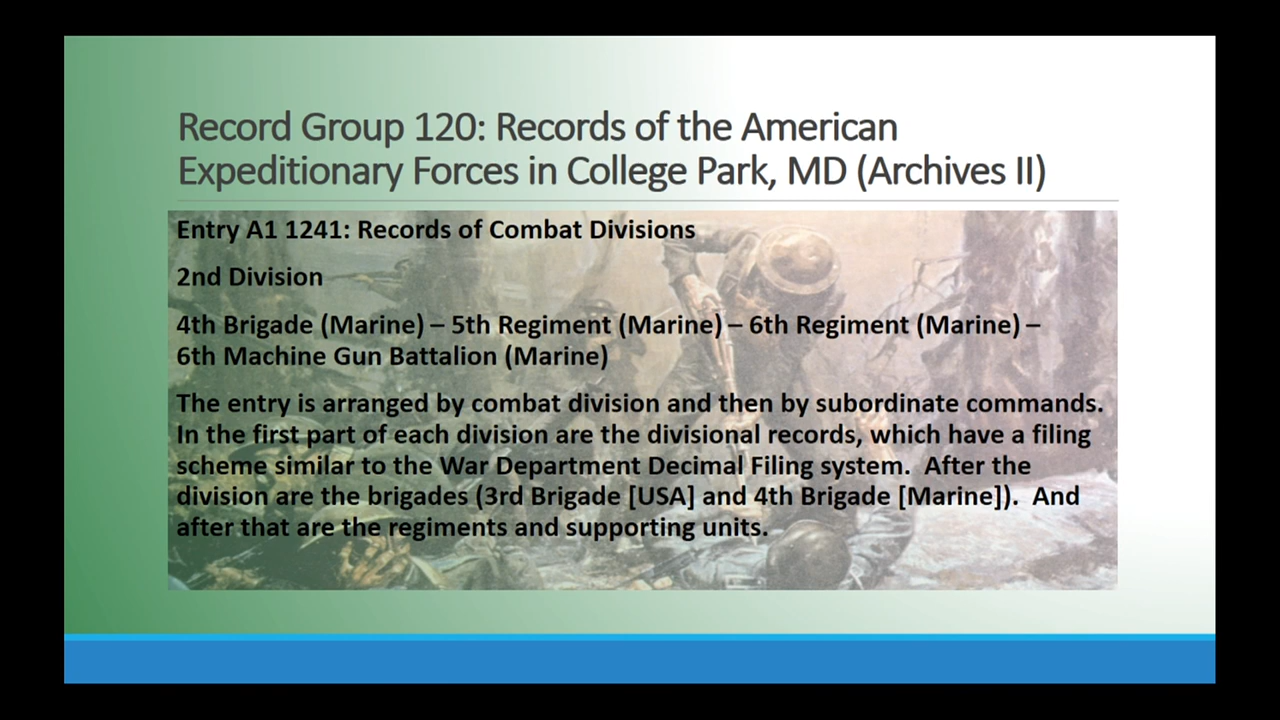 Record Group 120: Records of the American
Expeditionary Forces in College Park, MD (Archives II)
Entry A1 1241: Records of Combat Divisions
2nd Division
4th Brigade (Marine) – 5th Regiment (Marine) – 6th Regiment (Marine) –
6th Machine Gun Battalion (Marine)
The entry is arranged by combat division and then by subordinate commands.
In the first part of each division are the divisional records, which have a filing
scheme similar to the War Department Decimal Filing system.  After the
division are the brigades (3rd Brigade [USA] and 4th Brigade [Marine]).  And
after that are the regiments and supporting units.